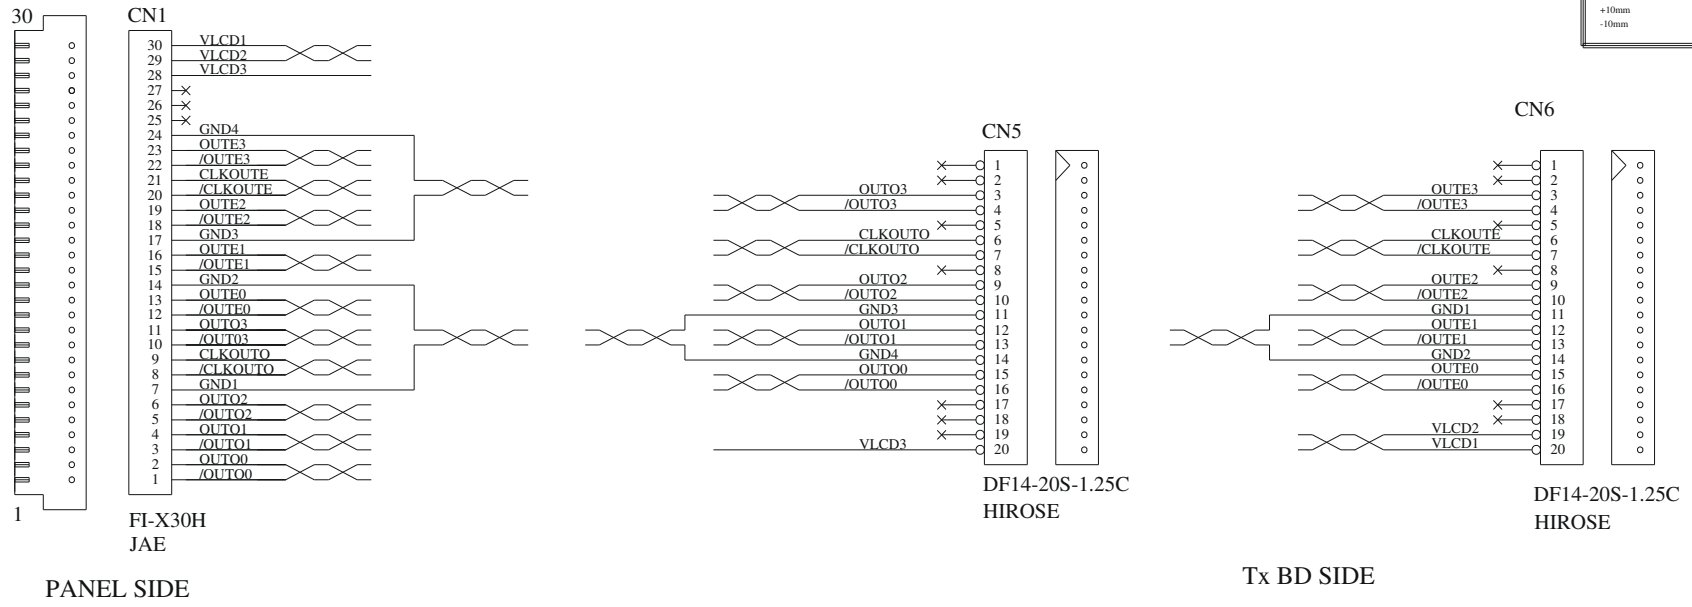 30
1
PANEL SIDE
CN1
30 VLCD1
29 VLCD2
28 VLCD3
27
26
25
24 GND4
23 OUTE3
22 /OUTE3
21 CLKOUTE
20 /CLKOUTE
19 OUTE2
18 /OUTE2
17 GND3
16 OUTE1
15 /OUTE1
14 GND2
13 OUTE0
12 /OUTE0
11 OUTO3
10 /OUT03
9 CLKOUTO
8 /CLKOUTO
7 GND1
6 OUTO2
5 /OUTO2
4 OUTO1
3 /OUTO1
2 OUTO0
1 /OUTO0
FI-X30H
JAE
CN5
1
2
OUTO3 3
/OUTO3 4
5
CLKOUTO 6
/CLKOUTO 7
8
OUTO2 9
/OUTO2 10
GND3 11
OUTO1 12
/OUTO1 13
GND4 14
OUTO0 15
/OUTO0 16
17
18
19
VLCD3 20
DF14-20S-1.25C
HIROSE
CN6
1
2
OUTE3 3
/OUTE3 4
5
CLKOUTE 6
/CLKOUTE 7
8
OUTE2 9
/OUTE2 10
GND1 11
OUTE1 12
/OUTE1 13
GND2 14
OUTE0 15
/OUTE0 16
17
18
VLCD2 19
VLCD1 20
DF14-20S-1.25C
HIROSE
Tx BD SIDE
+10mm
-10mm